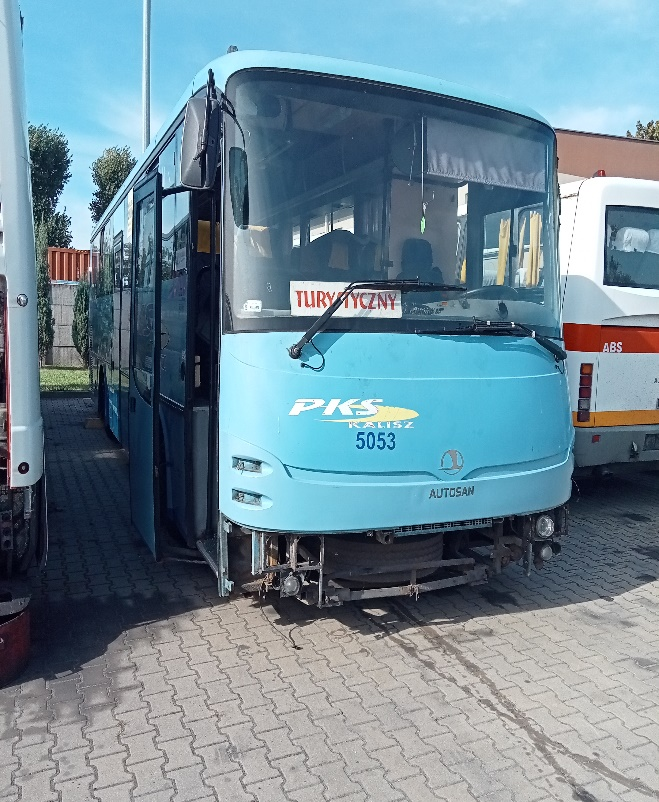 TURYSTYCZNY
PKS
KALISZ
5053
AUTOSAN
ABS